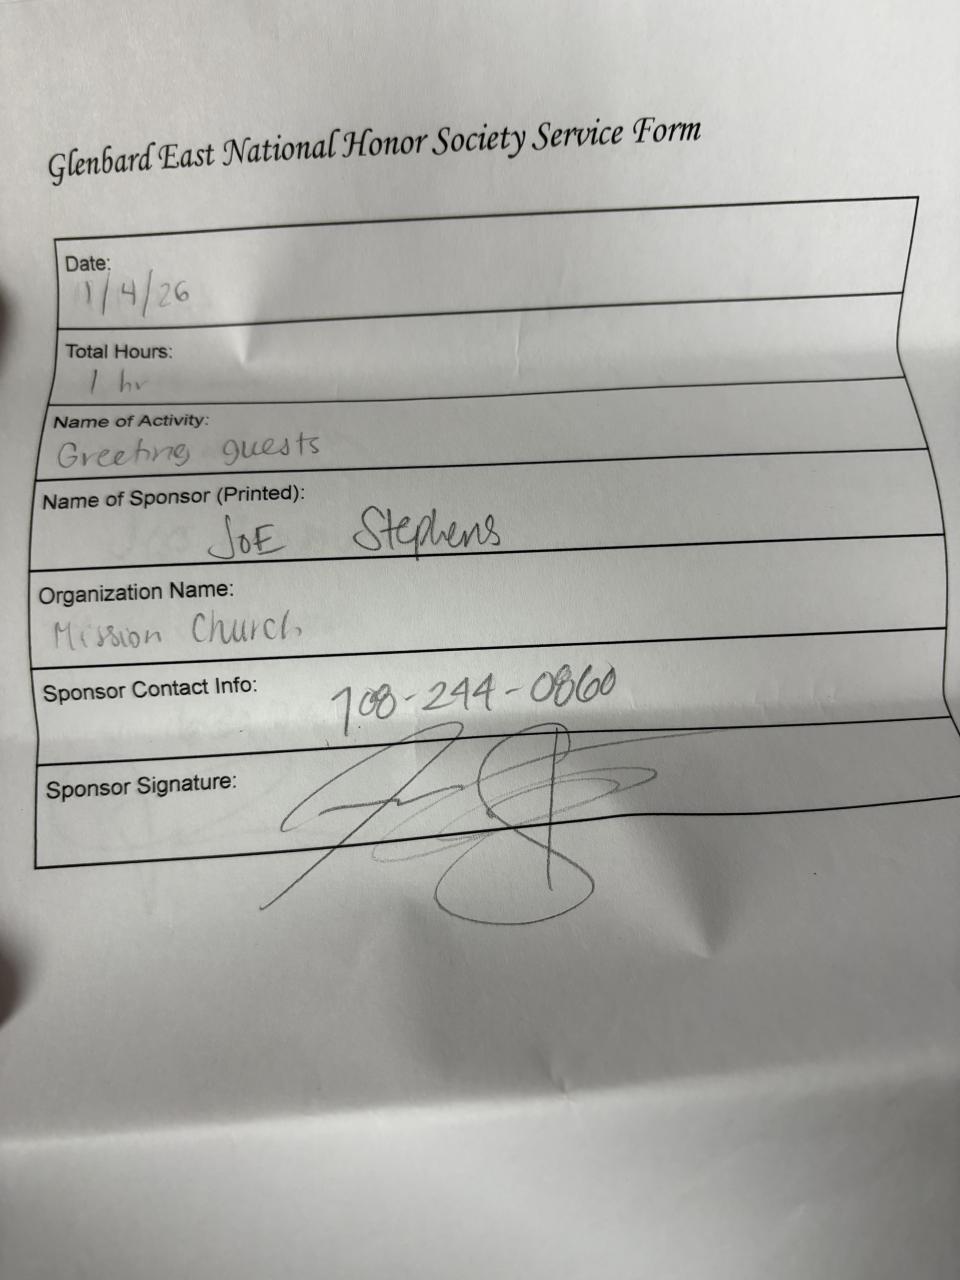 Glenbard East National Honor Society Service Form
Date:
1/4/26
Total Hours:
1 hr
Name of Activity:
Greeting guests
Name of Sponsor (Printed):
JOE Stephens
Organization Name:
Mission Church
Sponsor Contact Info:
708-244-0860
Sponsor Signature: